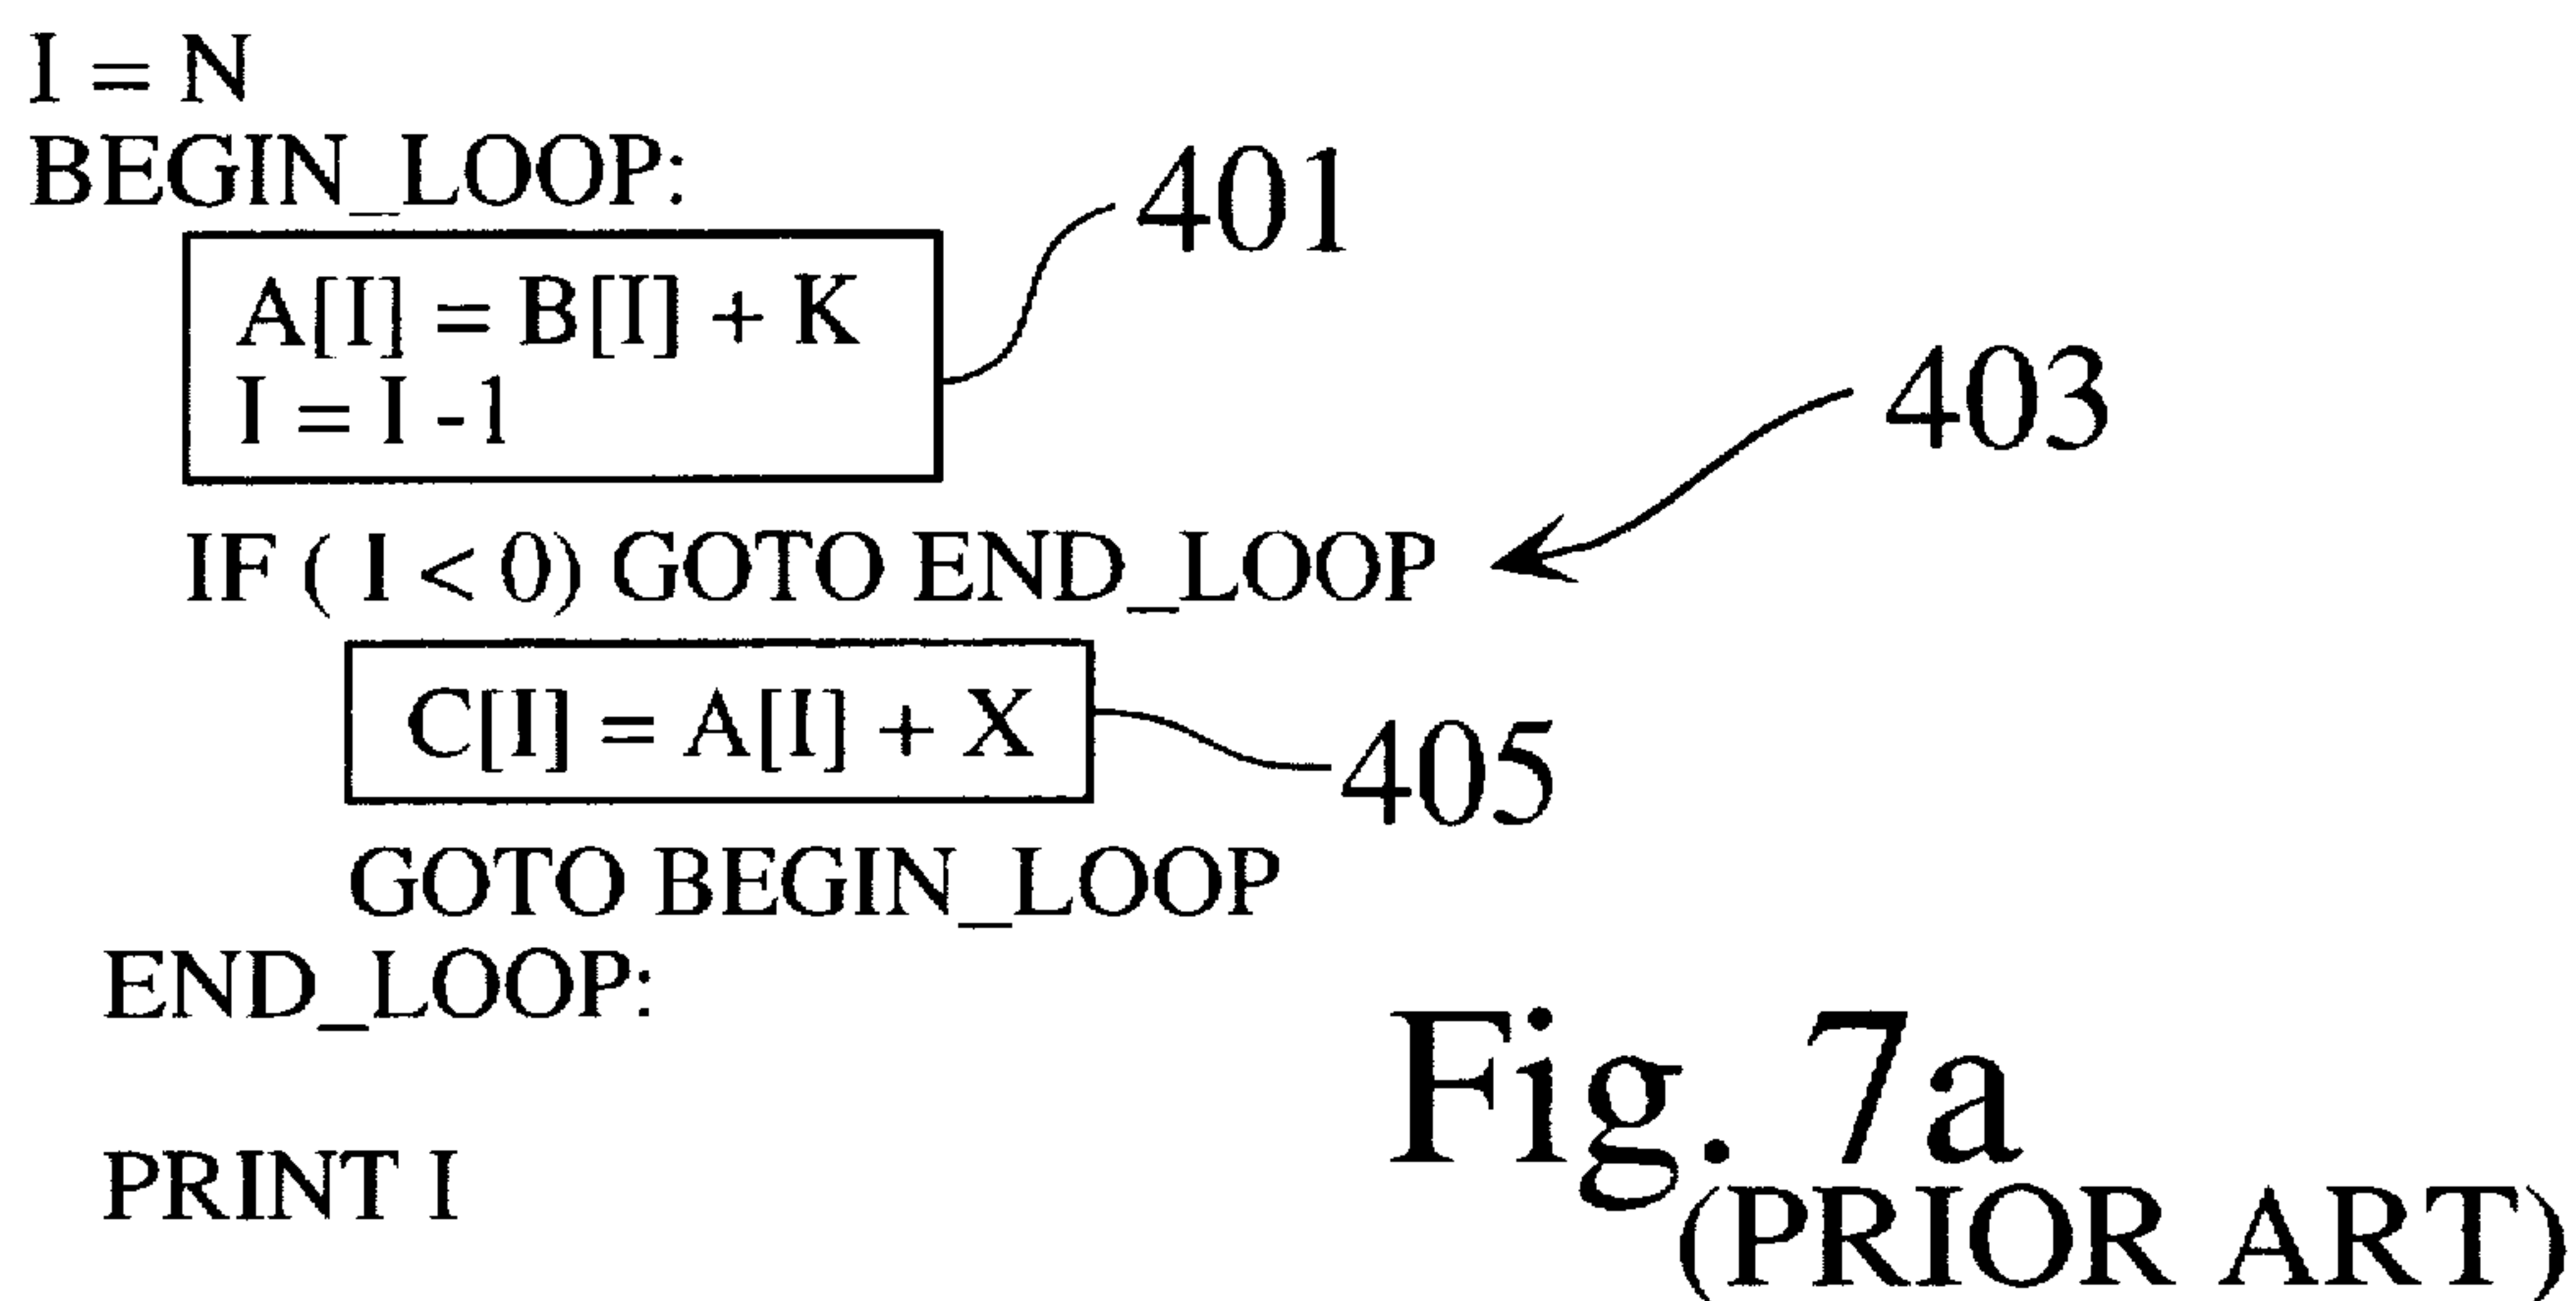 I = N
BEGIN_LOOP:
401
A[I] = B[I] + K
I = I -1
403
IF ( I < 0) GOTO END_LOOP
C[I] = A[I] + X
405
GOTO BEGIN_LOOP
END_LOOP:
PRINT I
Fig. 7a
(PRIOR ART)